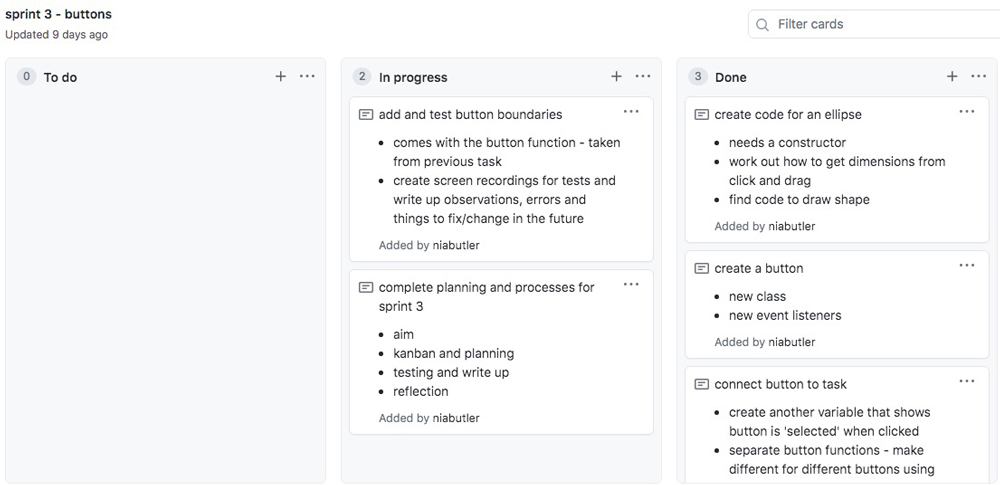 sprint 3 - buttons
Updated 9 days ago
Filter cards
0 To do
2 In progress
add and test button boundaries
comes with the button function - taken
from previous task
create screen recordings for tests and
write up observations, errors and
things to fix/change in the future
Added by niabutler
complete planning and processes for
sprint 3
aim
kanban and planning
testing and write up
reflection
Added by niabutler
3 Done
create code for an ellipse
needs a constructor
work out how to get dimensions from
click and drag
find code to draw shape
Added by niabutler
create a button
new class
new event listeners
Added by niabutler
connect button to task
create another variable that shows
button is 'selected' when clicked
separate button functions - make
different for different buttons using